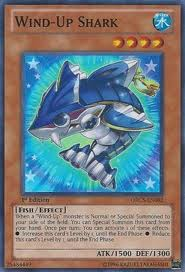 WIND-UP SHARK
1st Edition
ORCS-EN082
[FISH / EFFECT]
When a "Wind-Up" monster is Normal or Special Summoned to
your side of the field: You can Special Summon this card from
your hand. Once per turn: You can activate 1 of these effects.
● Increase this card's Level by 1, until the End Phase. ● Reduce
this card's Level by 1, until the End Phase.
ATK/1500 DEF/1300